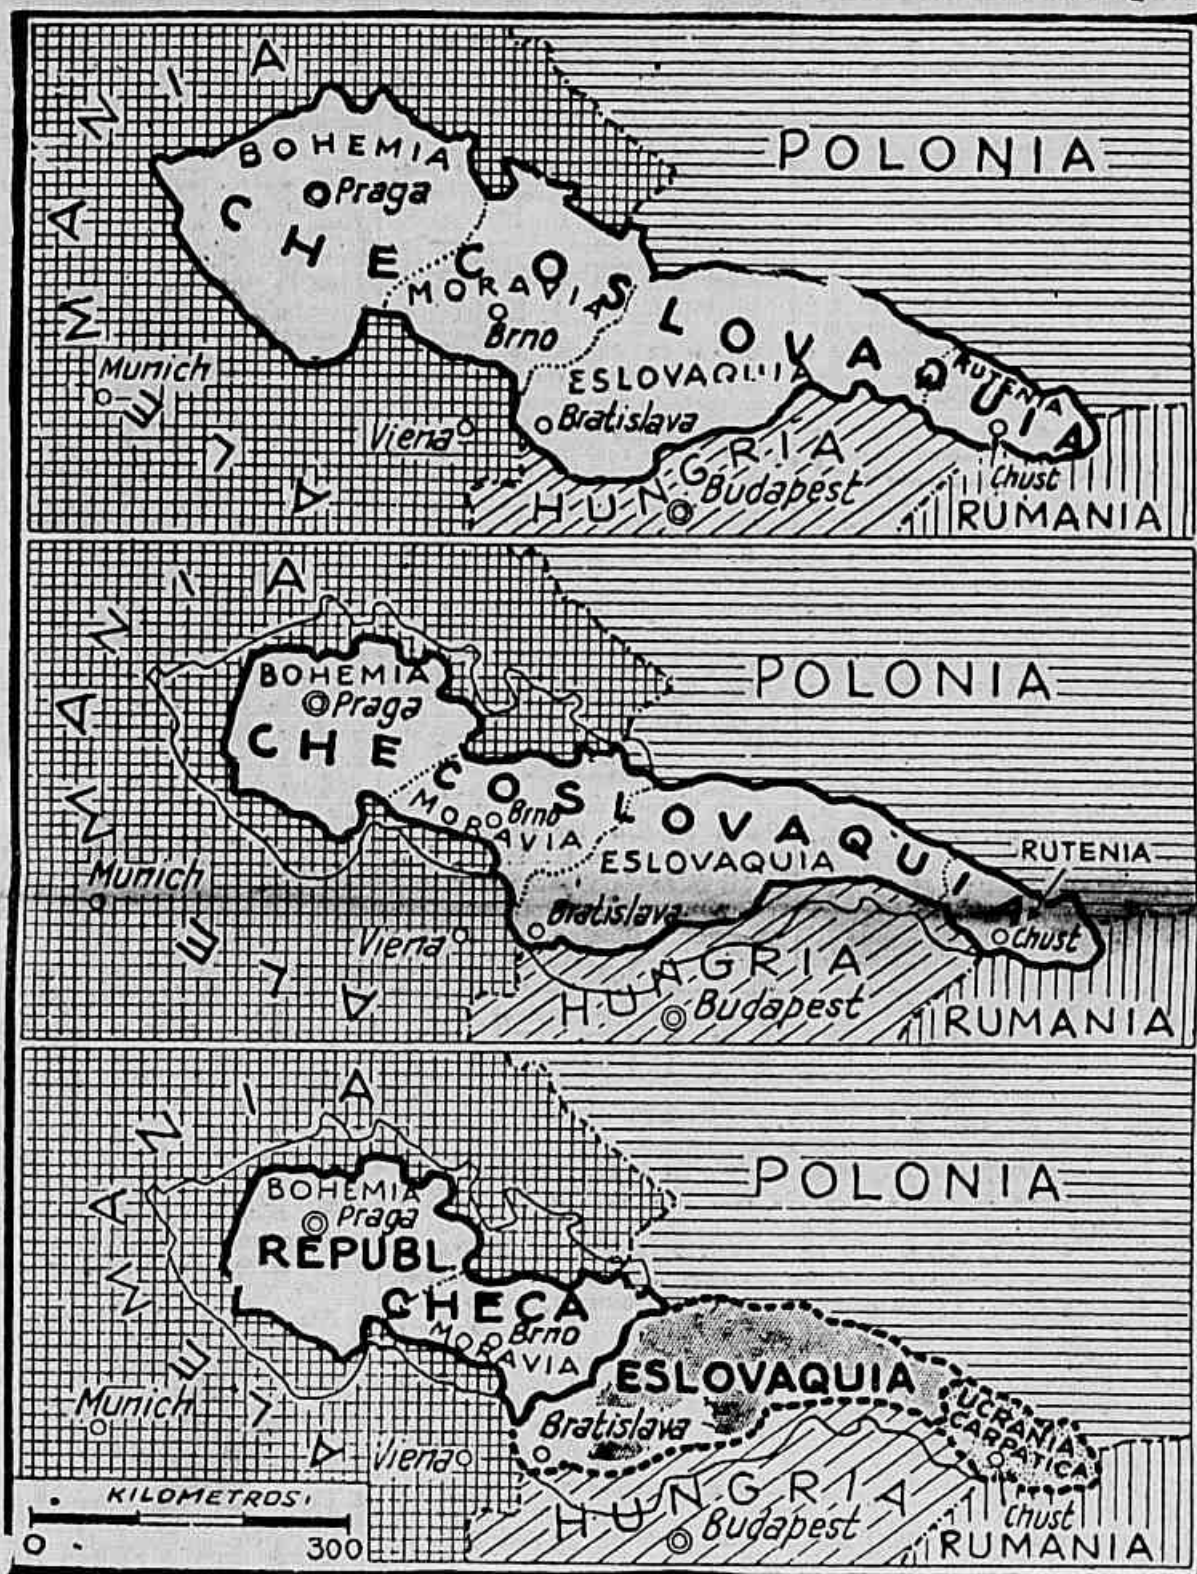 ALEMANIA
POLONIA
BOHEMIA
Praga
CHECOSLOVAQUIA
MORAVIA
Brno
ESLOVAQUIA
RUTENIA
Munich
Viena
Bratislava
HUNGRIA
Budapest
Chust
RUMANIA
ALEMANIA
POLONIA
BOHEMIA
Praga
CHECOSLOVAQUIA
MORAVIA
Brno
ESLOVAQUIA
RUTENIA
Munich
Viena
Bratislava
Chust
HUNGRIA
Budapest
RUMANIA
ALEMANIA
POLONIA
BOHEMIA
Praga
REPUBL
CHECA
MORAVIA
Brno
ESLOVAQUIA
UCRANIA
CARPATICA
Munich
Bratislava
Viena
HUNGRIA
Budapest
Chust
RUMANIA
KILOMETROS
0 300